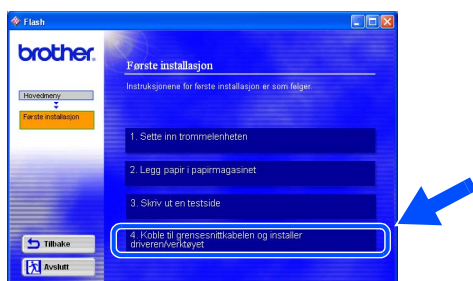 Flash
brother.
Første installasjon
Instruksjonene for første installasjon er som følger.
Hovedmeny
Første installasjon
1. Sette inn trommelenheten
2. Legg papir i papirmagasinet
3. Skriv ut en testside
4. Koble til grensesnittkabelen og installer
driveren/verktøyet
Tilbake
Avslutt